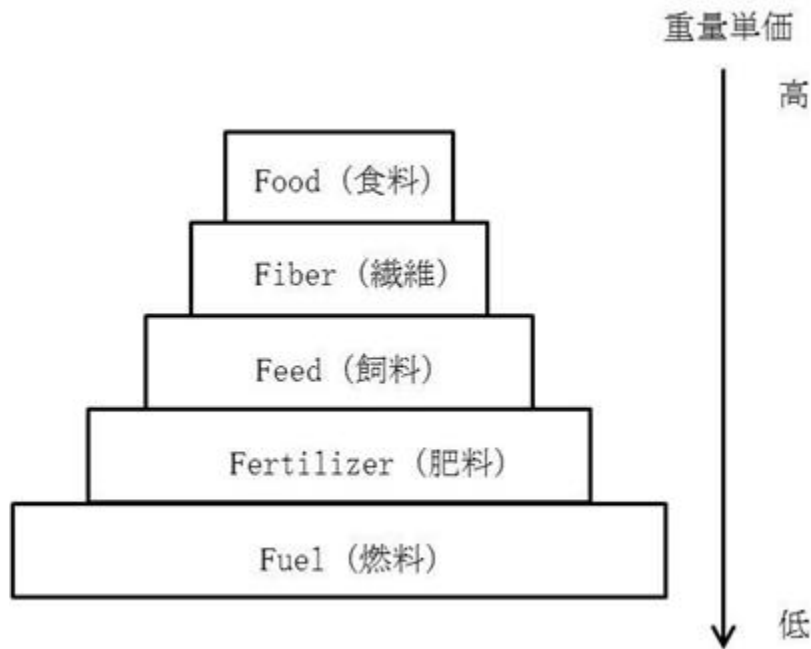 重量単価
高
Food (食料)
Fiber (繊維)
Feed (飼料)
Fertilizer (肥料)
Fuel (燃料)
低